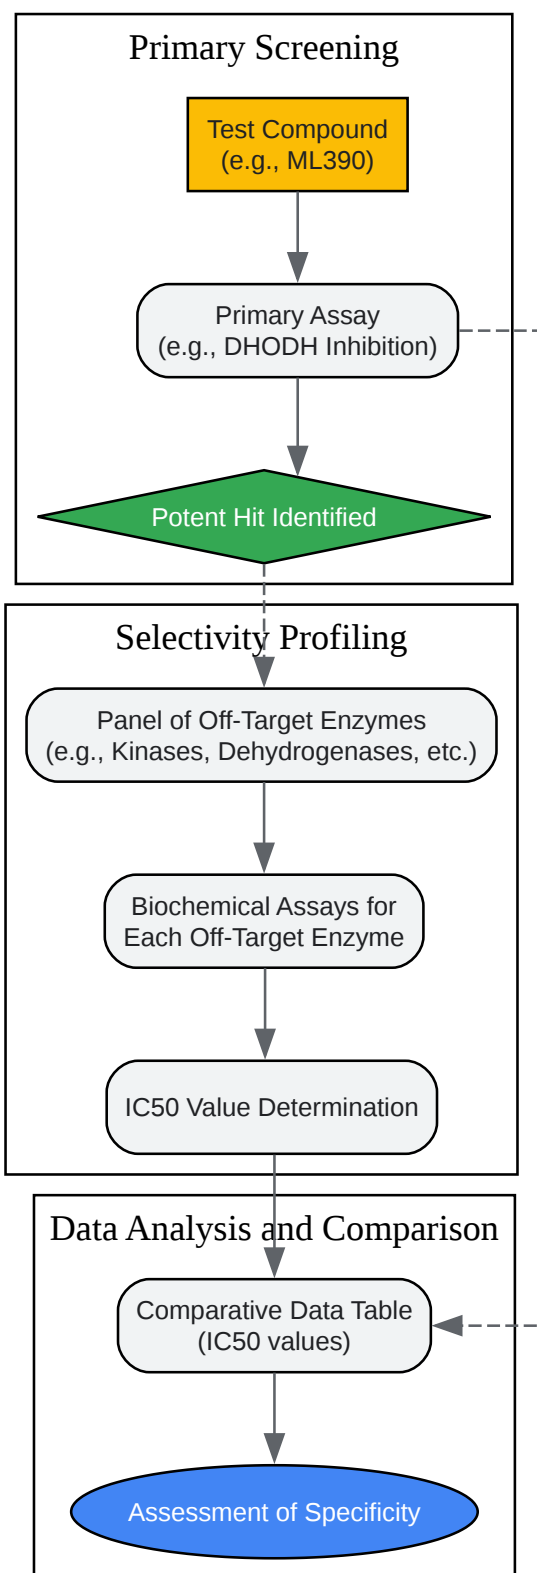 Primary Screening
Test Compound
(e.g., ML390)
Primary Assay
(e.g., DHODH Inhibition)
Potent Hit Identified
Selectivity Profiling
Panel of Off-Target Enzymes
(e.g., Kinases, Dehydrogenases, etc.)
Biochemical Assays for
Each Off-Target Enzyme
IC50 Value Determination
Data Analysis and Comparison
Comparative Data Table
(IC50 values)
Assessment of Specificity